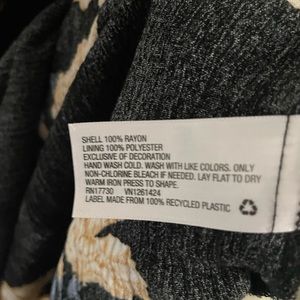 SHELL 100% RAYON
LINING 100% POLYESTER
EXCLUSIVE OF DECORATION
HAND WASH COLD. WASH WITH LIKE COLORS. ONLY
NON-CHLORINE BLEACH IF NEEDED. LAY FLAT TO DRY
WARM IRON PRESS TO SHAPE.
RN17730 VN1261424
LABEL MADE FROM 100% RECYCLED PLASTIC